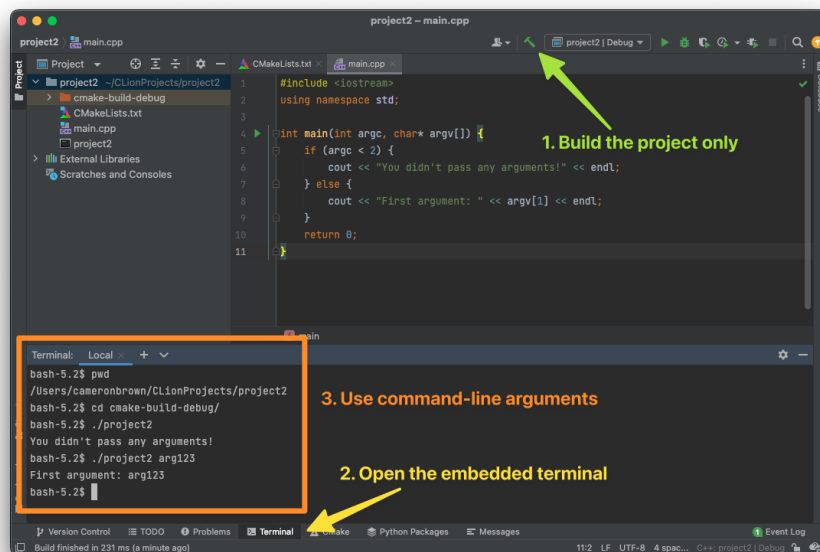 project2 – main.cpp
project2 main.cpp
project2 | Debug
Project
Project
CMakeLists.txt
main.cpp
project2 ~/CLionProjects/project2
cmake-build-debug
CMakeLists.txt
main.cpp
project2
External Libraries
Scratches and Consoles
1 #include <iostream>
2 using namespace std;
3
4 int main(int argc, char* argv[]) {
5 if (argc < 2) {
6 cout << "You didn't pass any arguments!" << endl;
7 } else {
8 cout << "First argument: " << argv[1] << endl;
9 }
10 return 0;
11 }
1. Build the project only
main
Terminal: Local
bash-5.2$ pwd
/Users/cameronbrown/CLionProjects/project2
bash-5.2$ cd cmake-build-debug/
bash-5.2$ ./project2
You didn't pass any arguments!
bash-5.2$ ./project2 arg123
First argument: arg123
bash-5.2$
3. Use command-line arguments
2. Open the embedded terminal
Version Control TODO Problems Terminal CMake Python Packages Messages 1 Event Log
Build finished in 231 ms (a minute ago) 11:2 LF UTF-8 4 spac... C++: project2 | Debug